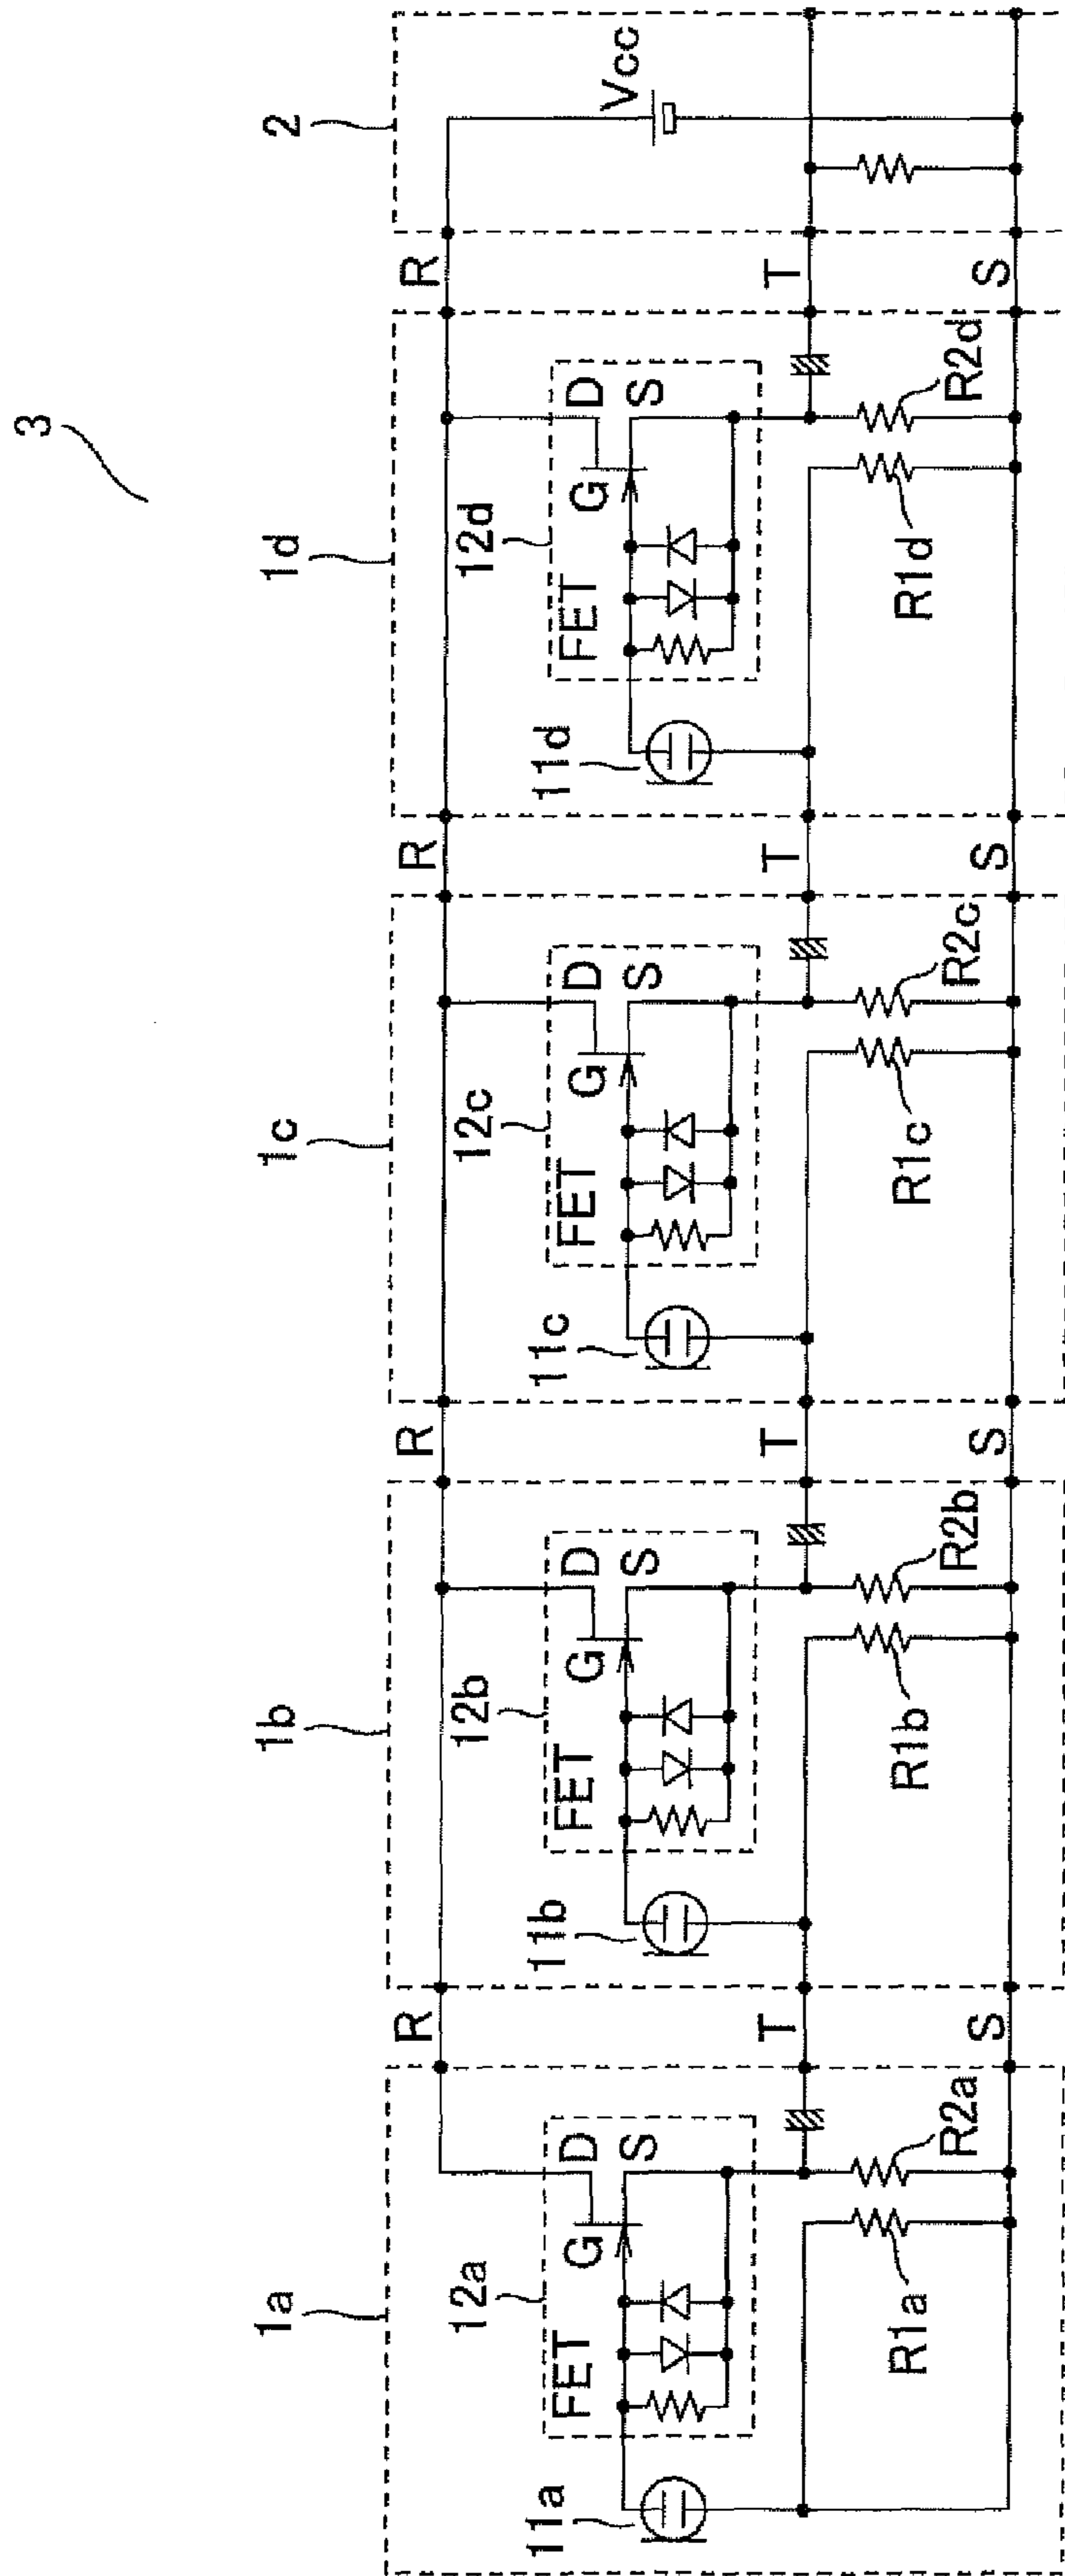 3
1a
1b
1c
1d
2
R
R
R
R
12a
D
12b
D
12c
D
12d
D
Vcc
FET
G
S
FET
G
S
FET
G
S
FET
G
S
11a
11b
11c
11d
T
T
T
T
R1a
R2a
R1b
R2b
R1c
R2c
R1d
R2d
S
S
S
S